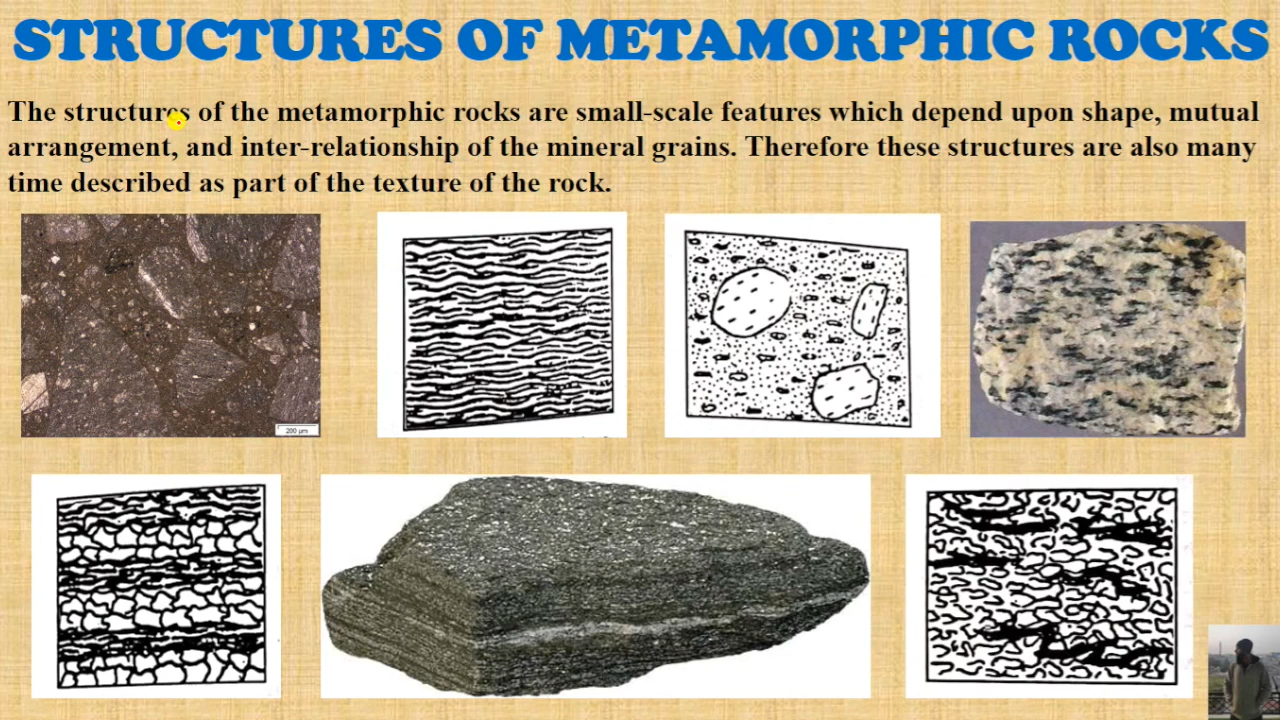 STRUCTURES OF METAMORPHIC ROCKS
The structures of the metamorphic rocks are small-scale features which depend upon shape, mutual
arrangement, and inter-relationship of the mineral grains. Therefore these structures are also many
time described as part of the texture of the rock.
200 µm